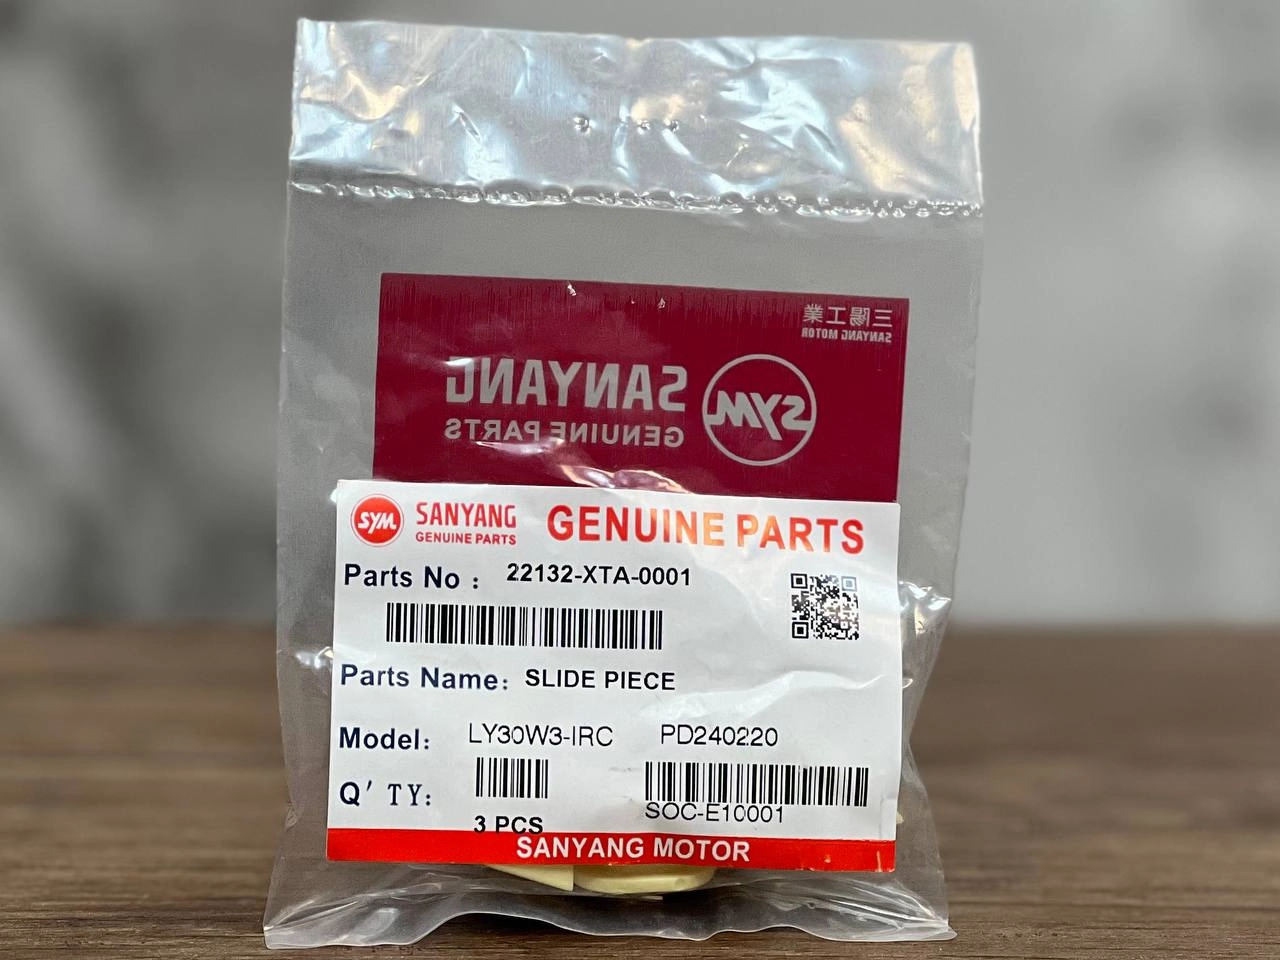 三陽工業
SANYANG MOTOR
SYM SANYANG
GENUINE PARTS
SYM SANYANG
GENUINE PARTS
GENUINE PARTS
Parts No : 22132-XTA-0001
Parts Name: SLIDE PIECE
Model: LY30W3-IRC PD240220
Q' TY:
SOC-E10001
3 PCS
SANYANG MOTOR